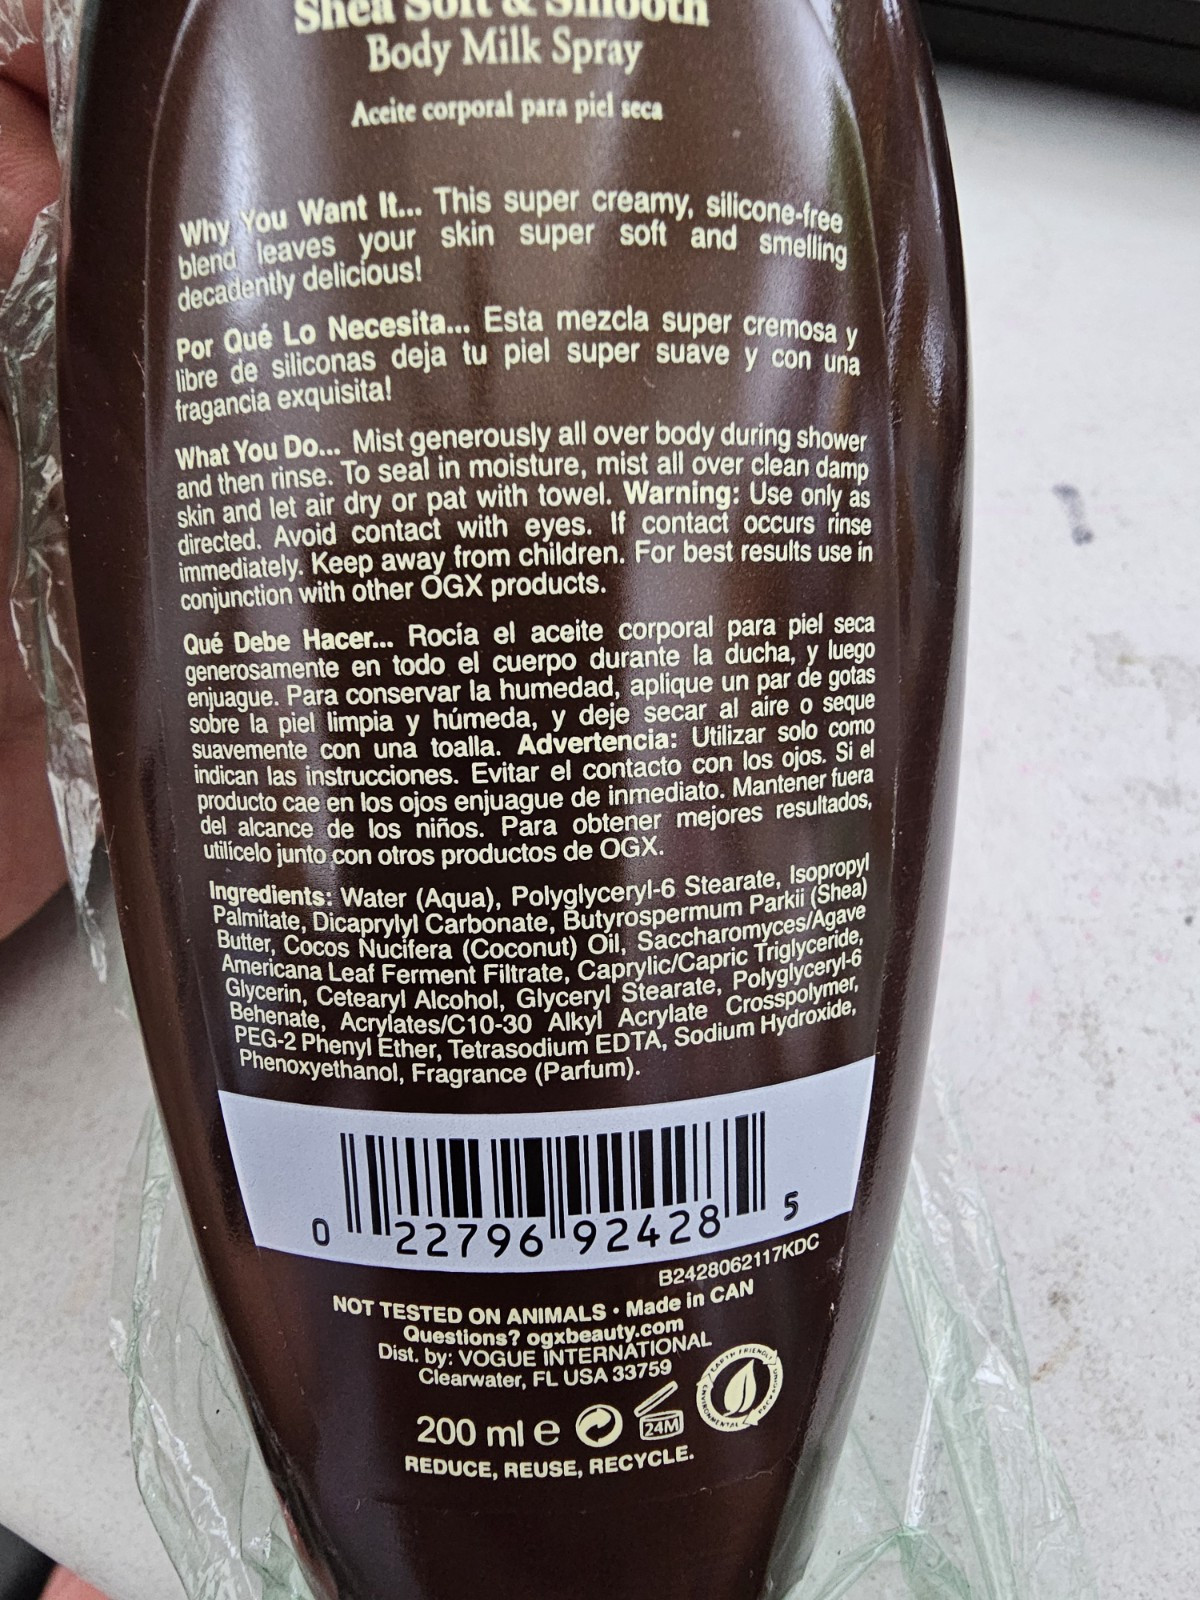 Shea Soft & Smooth
Body Milk Spray
Aceite corporal para piel seca
Why You Want It... This super creamy, silicone-free
blend leaves your skin super soft and smelling
decadently delicious!
Por Qué Lo Necesita... Esta mezcla super cremosa y
libre de siliconas deja tu piel super suave y con una
fragancia exquisita!
What You Do... Mist generously all over body during shower
and then rinse. To seal in moisture, mist all over clean damp
skin and let air dry or pat with towel. Warning: Use only as
directed. Avoid contact with eyes. If contact occurs rinse
immediately. Keep away from children. For best results use in
conjunction with other OGX products.
Qué Debe Hacer... Rocía el aceite corporal para piel seca
generosamente en todo el cuerpo durante la ducha, y luego
enjuague. Para conservar la humedad, aplique un par de gotas
sobre la piel limpia y húmeda, y deje secar al aire o seque
suavemente con una toalla. Advertencia: Utilizar solo como
indican las instrucciones. Evitar el contacto con los ojos. Si el
producto cae en los ojos enjuague de inmediato. Mantener fuera
del alcance de los niños. Para obtener mejores resultados,
utilícelo junto con otros productos de OGX.
Ingredients: Water (Aqua), Polyglyceryl-6 Stearate, Isopropyl
Palmitate, Dicaprylyl Carbonate, Butyrospermum Parkii (Shea)
Butter, Cocos Nucifera (Coconut) Oil, Saccharomyces/Agave
Americana Leaf Ferment Filtrate, Caprylic/Capric Triglyceride,
Glycerin, Cetearyl Alcohol, Glyceryl Stearate, Polyglyceryl-6
Behenate, Acrylates/C10-30 Alkyl Acrylate Crosspolymer,
PEG-2 Phenyl Ether, Tetrasodium EDTA, Sodium Hydroxide,
Phenoxyethanol, Fragrance (Parfum).
0 22796 92428 5
B2428062117KDC
NOT TESTED ON ANIMALS • Made in CAN
Questions? ogxbeauty.com
Dist. by: VOGUE INTERNATIONAL
Clearwater, FL USA 33759
EARTH FRIENDLY
ENVIRONMENTAL PACKAGING
200 ml e
24M
REDUCE, REUSE, RECYCLE.